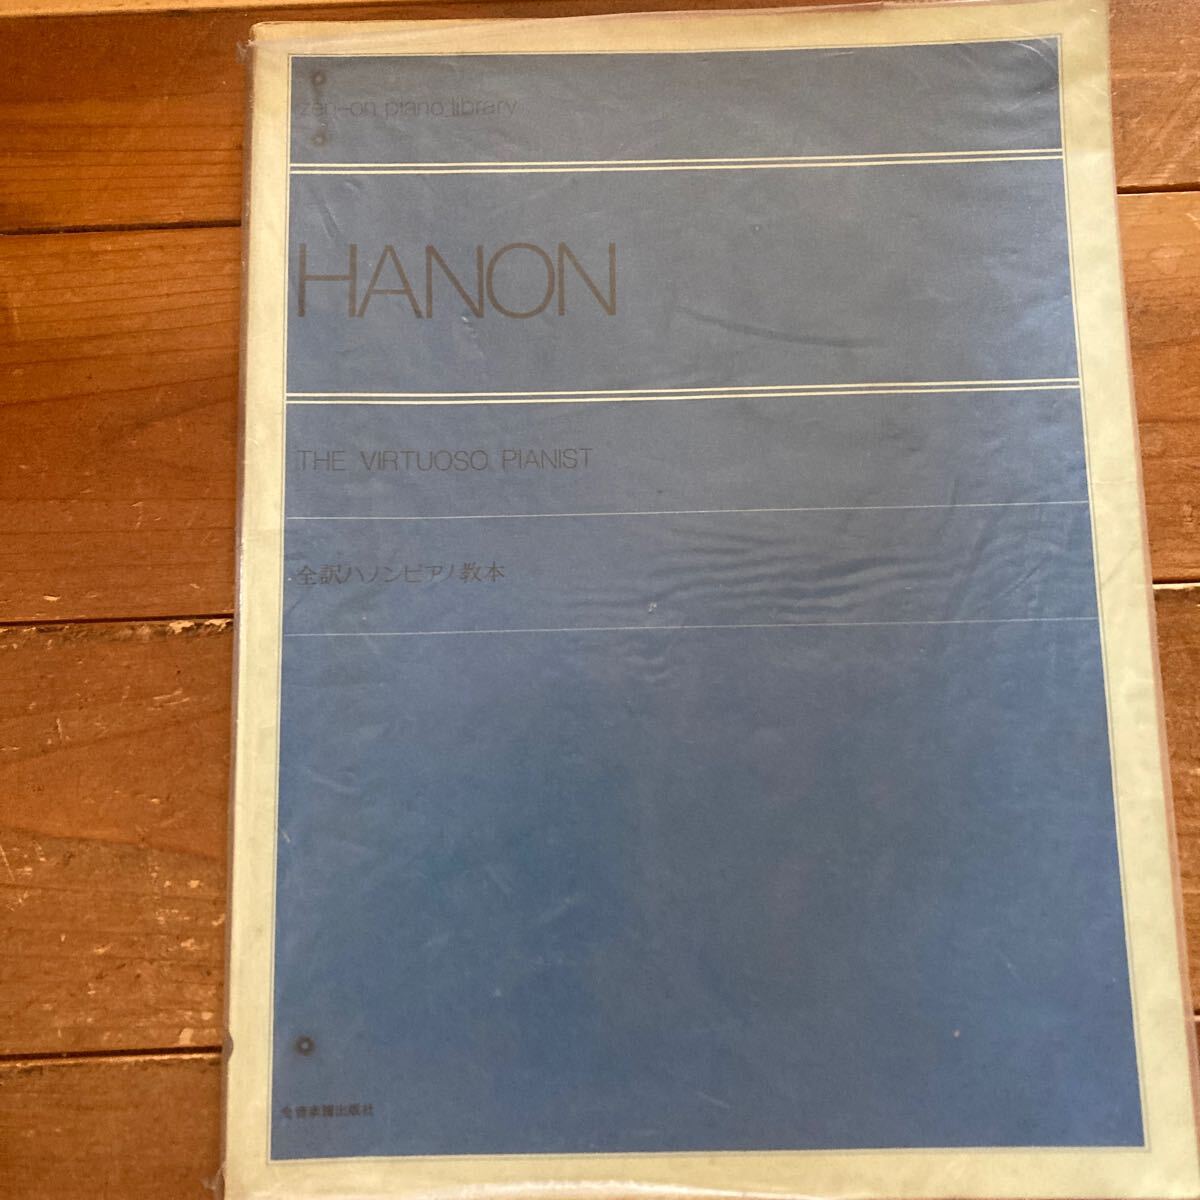 zen-on piano library
HANON
THE VIRTUOSO PIANIST
全訳ハノンピアノ教本
全音楽譜出版社